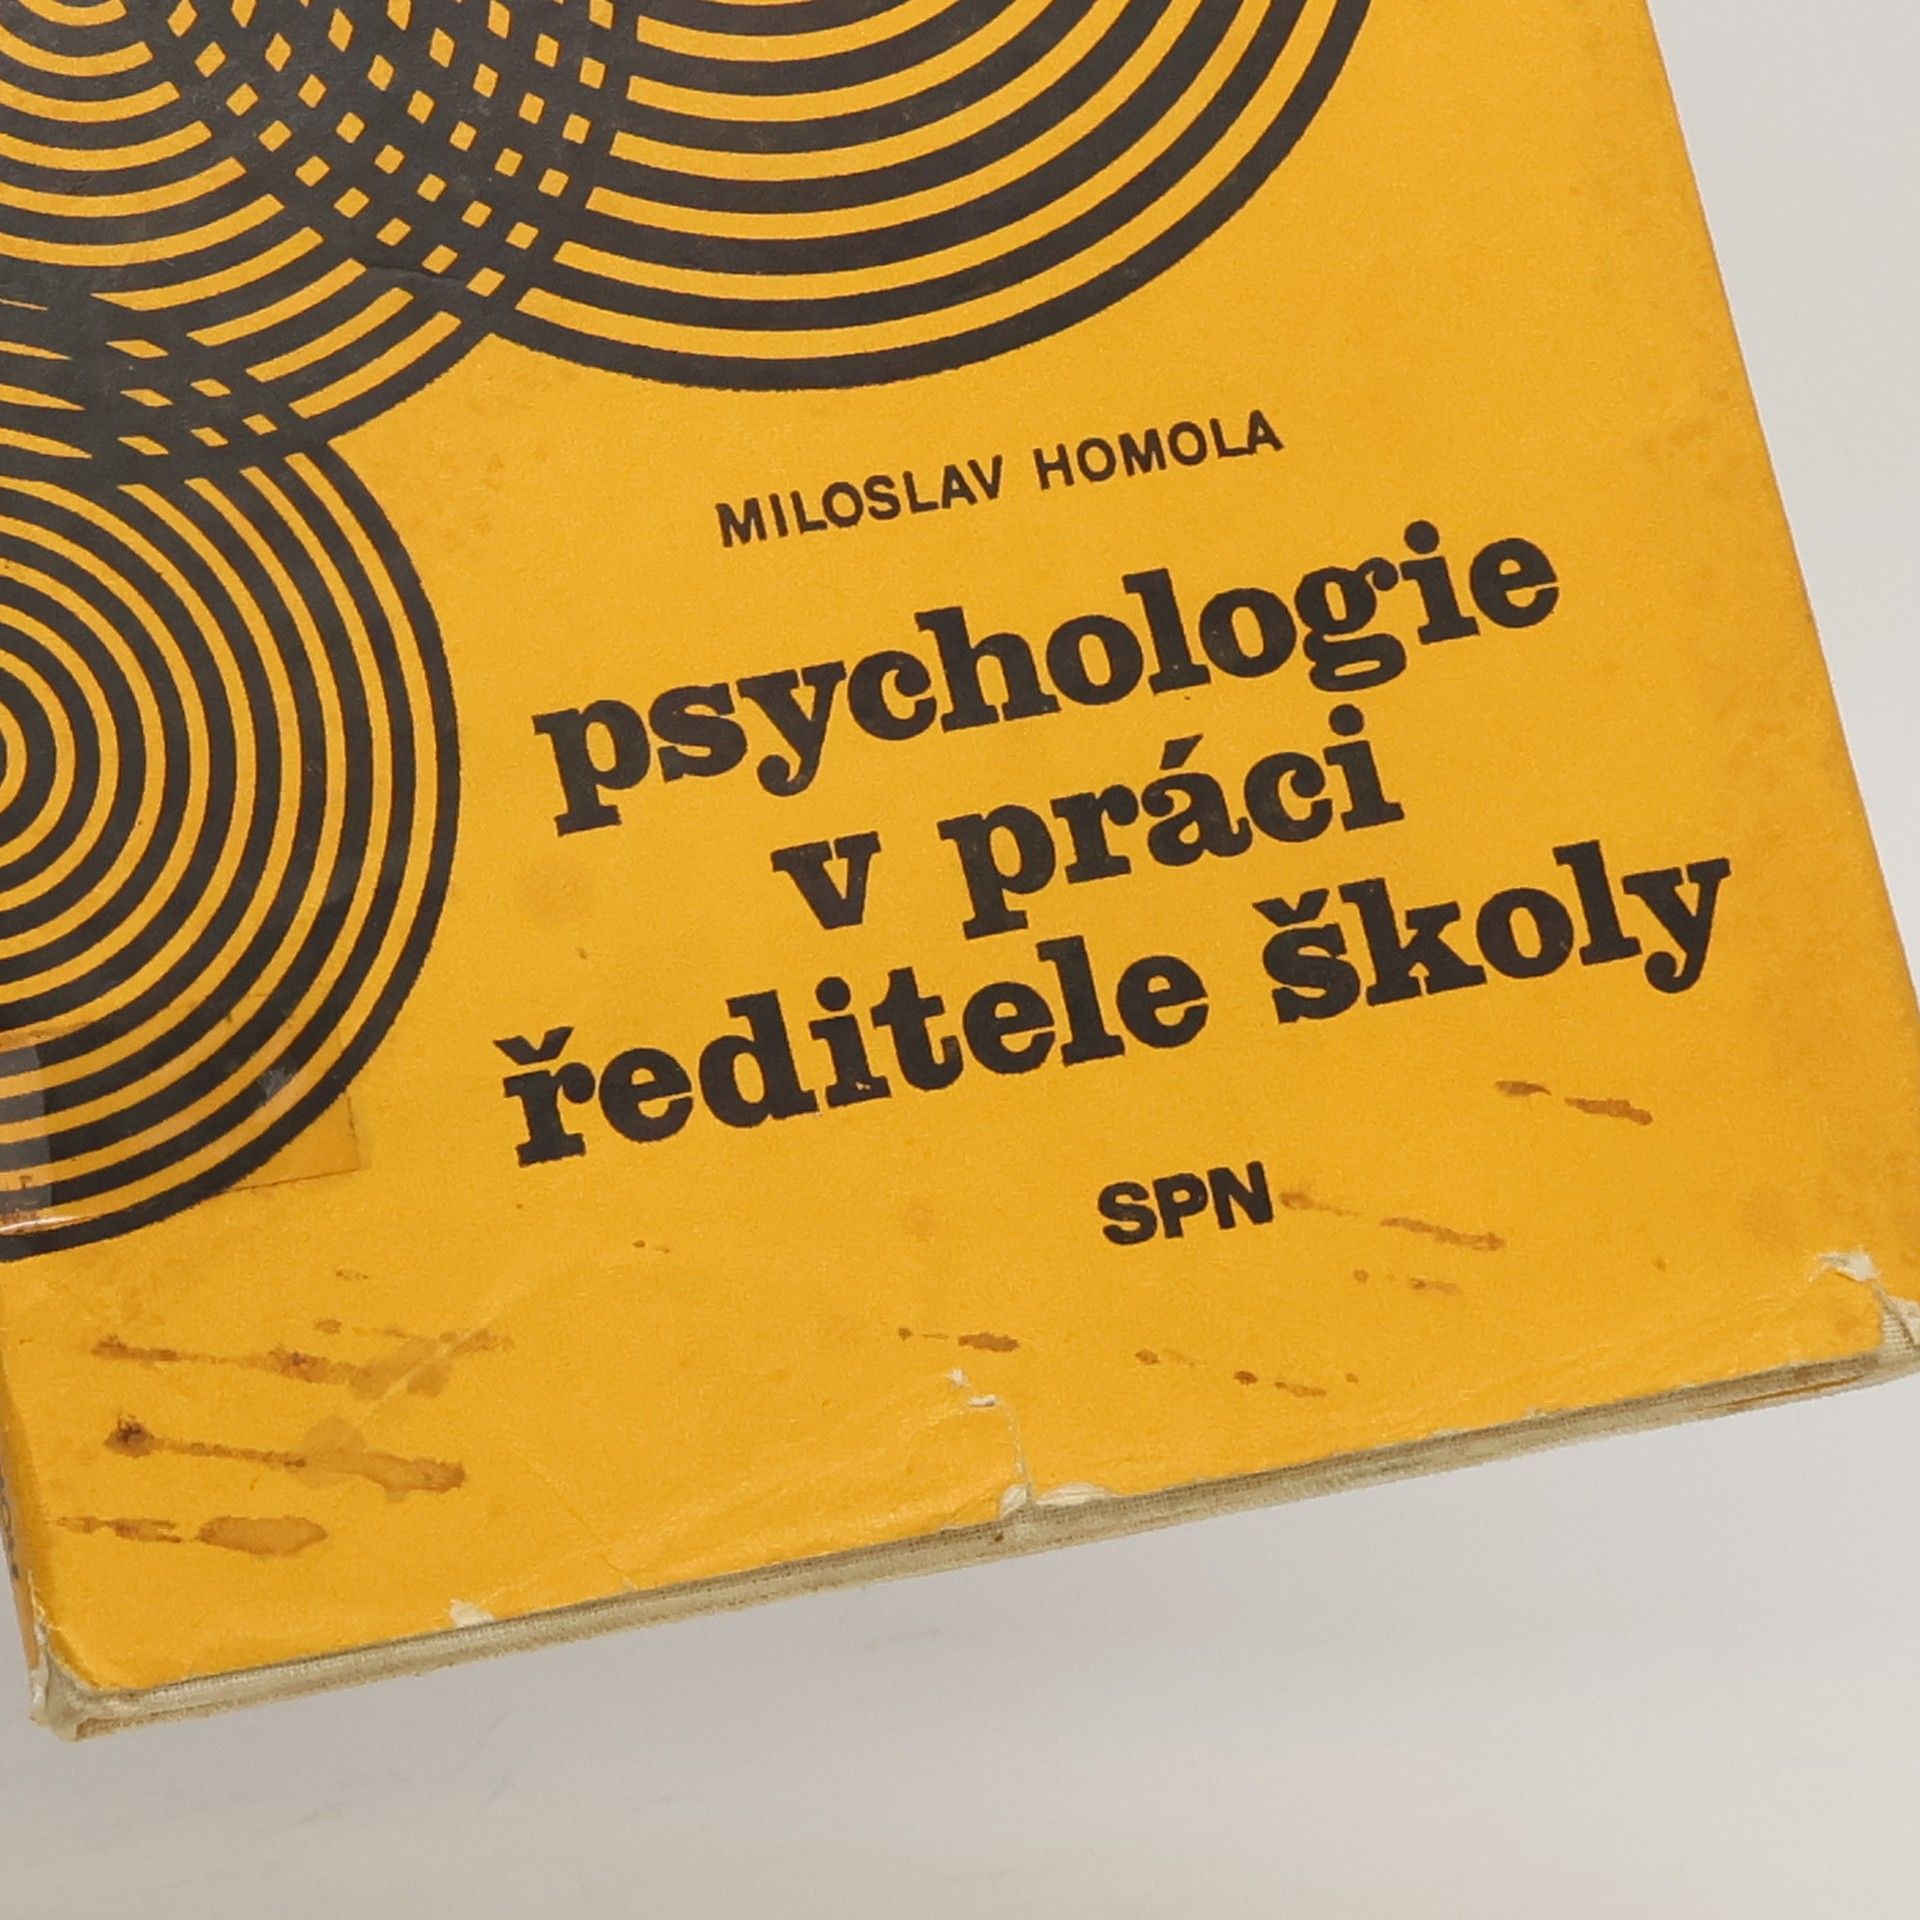 MILOSLAV HOMOLA
psychologie
v práci
ředitele školy
SPN